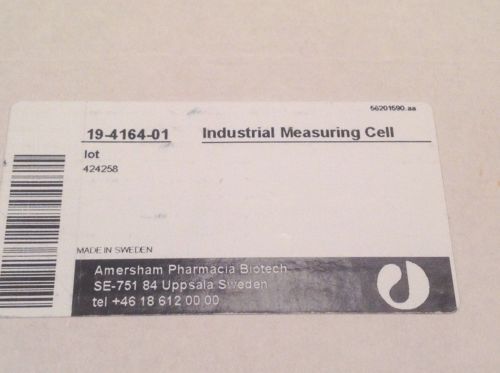 56201590.aa
19-4164-01 Industrial Measuring Cell
lot
424258
MADE IN SWEDEN
Amersham Pharmacia Biotech
SE-751 84 Uppsala Sweden
tel +46 18 612 00 00